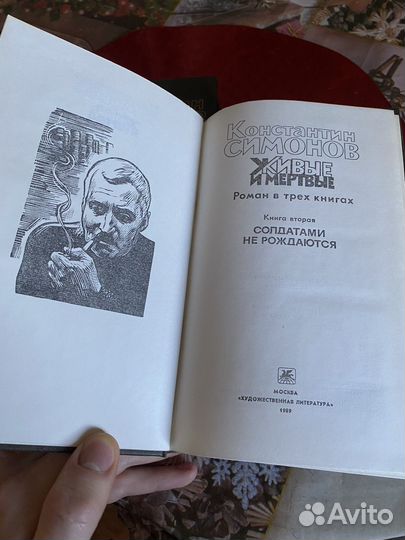 Константин
СИМОНОВ
ЖИВЫЕ
И МЕРТВЫЕ
Роман в трех книгах
Книга вторая
СОЛДАТАМИ
НЕ РОЖДАЮТСЯ
МОСКВА
«ХУДОЖЕСТВЕННАЯ ЛИТЕРАТУРА»
1989
Avito